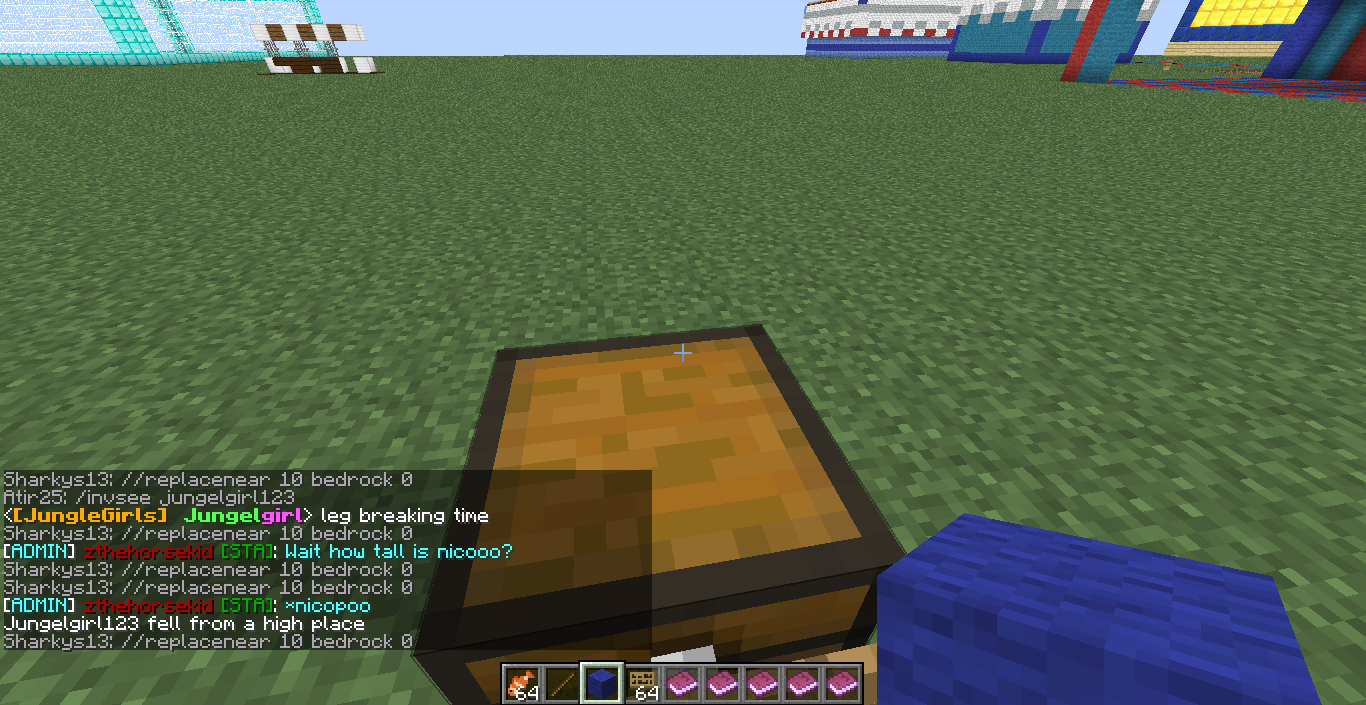 Sharkys13: //replacenear 10 bedrock 0
Atir25: /invsee jungelgirl123
<[JungleGirls] Jungelgirl> leg breaking time
Sharkys13: //replacenear 10 bedrock 0
[ADMIN] zthehorsekid [STA]: Wait how tall is nicooo?
Sharkys13: //replacenear 10 bedrock 0
Sharkys13: //replacenear 10 bedrock 0
[ADMIN] zthehorsekid [STA]: *nicopoo
Jungelgirl123 fell from a high place
Sharkys13: //replacenear 10 bedrock 0
64 64